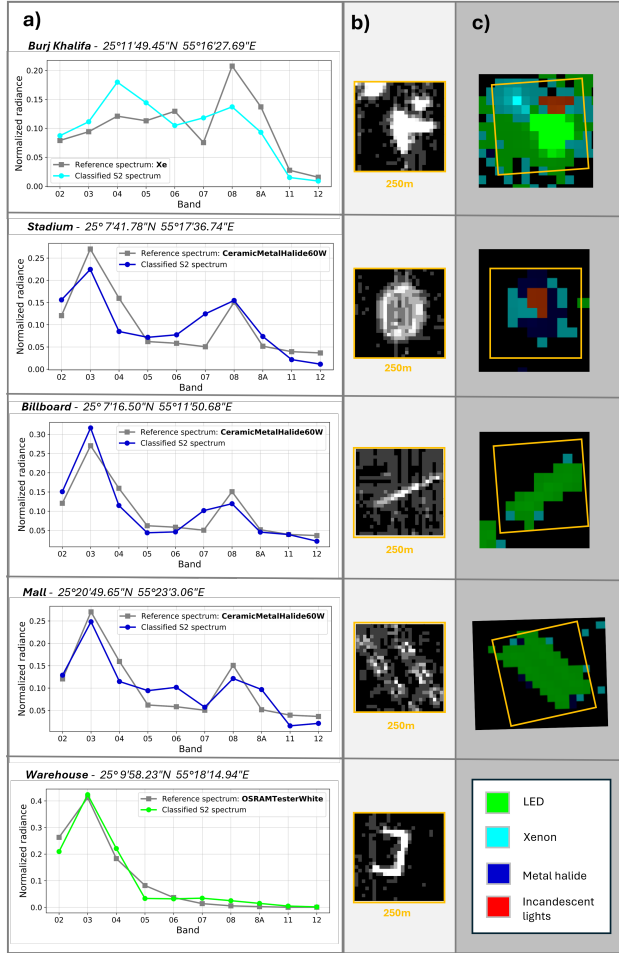 a)
b)
c)
Burj Khalifa - 25°11'49.45"N 55°16'27.69"E
Normalized radiance
0.20
0.15
0.10
0.05
0.00
Reference spectrum: Xe
Classified S2 spectrum
02 03 04 05 06 07 08 8A 11 12
Band
250m
Stadium - 25° 7'41.78"N 55°17'36.74"E
Normalized radiance
0.25
0.20
0.15
0.10
0.05
0.00
Reference spectrum: CeramicMetalHalide60W
Classified S2 spectrum
02 03 04 05 06 07 08 8A 11 12
Band
250m
Billboard - 25° 7'16.50"N 55°11'50.68"E
Normalized radiance
0.30
0.25
0.20
0.15
0.10
0.05
Reference spectrum: CeramicMetalHalide60W
Classified S2 spectrum
02 03 04 05 06 07 08 8A 11 12
Band
250m
Mall - 25°20'49.65"N 55°23'3.06"E
Normalized radiance
0.25
0.20
0.15
0.10
0.05
Reference spectrum: CeramicMetalHalide60W
Classified S2 spectrum
02 03 04 05 06 07 08 8A 11 12
Band
250m
Warehouse - 25° 9'58.23"N 55°18'14.94"E
Normalized radiance
0.4
0.3
0.2
0.1
0.0
Reference spectrum: OSRAMTesterWhite
Classified S2 spectrum
02 03 04 05 06 07 08 8A 11 12
Band
250m
LED
Xenon
Metal halide
Incandescent
lights